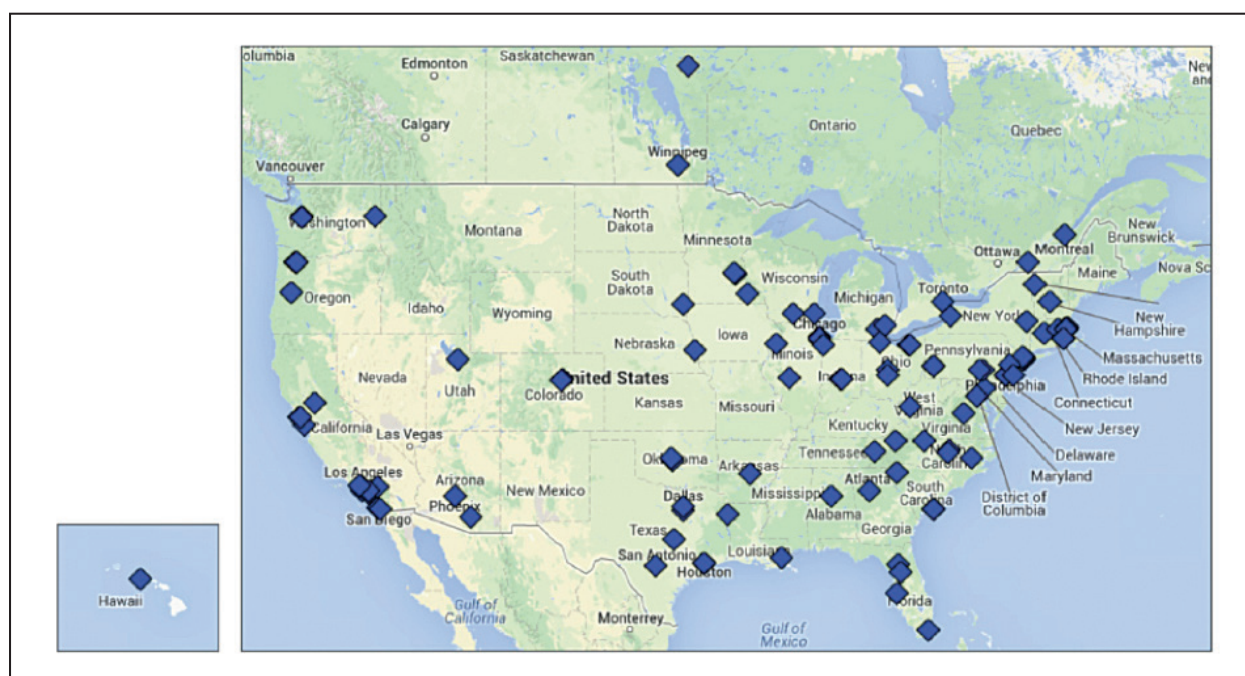 olumbia
Edmonton
Saskatchewan
New
an
Calgary
Ontario
Quebec
Vancouver
Winnipeg
Washington
North
Dakota
Montana
Minnesota
Ottawa
Montreal
New
Brunswick
Maine
Nova Sc
South
Dakota
Wisconsin
Michigan
Toronto
Oregon
Idaho
Wyoming
New York
New
Hampshire
Iowa
Chicago
Massachusetts
Nebraska
Illinois
Ohio
Pennsylvania
Rhode Island
Nevada
Utah
Colorado
United States
Indiana
Philadelphia
Connecticut
Kansas
Missouri
West
Virginia
New Jersey
California
Las Vegas
Kentucky
Virginia
Delaware
Oklahoma
Tennessee
North
Carolina
Maryland
Los Angeles
Arizona
New Mexico
Arkansas
Atlanta
South
Carolina
District of
Columbia
Phoenix
Dallas
Mississippi
Alabama
San Diego
Georgia
Texas
San Antonio
Louisiana
Houston
Hawaii
Gulf of
California
Monterrey
Gulf of
Mexico
Florida